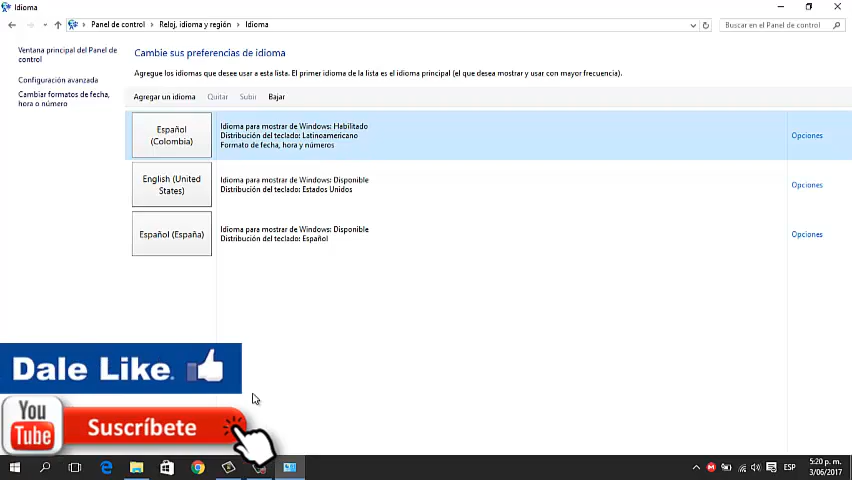 Idioma
Panel de control
Reloj, idioma y región
Idioma
Buscar en el Panel de control
Ventana principal del Panel de
control
Configuración avanzada
Cambiar formatos de fecha,
hora o número
Cambie sus preferencias de idioma
Agregue los idiomas que desee usar a esta lista. El primer idioma de la lista es el idioma principal (el que desea mostrar y usar con mayor frecuencia).
Agregar un idioma Quitar Subir Bajar
Español
(Colombia)
Idioma para mostrar de Windows: Habilitado
Distribución del teclado: Latinoamericano
Formato de fecha, hora y números
Opciones
English (United
States)
Idioma para mostrar de Windows: Disponible
Distribución del teclado: Estados Unidos
Opciones
Español (España)
Idioma para mostrar de Windows: Disponible
Distribución del teclado: Español
Opciones
Dale Like.
You
Tube
Suscríbete
ESP
5:20 p. m.
3/06/2017